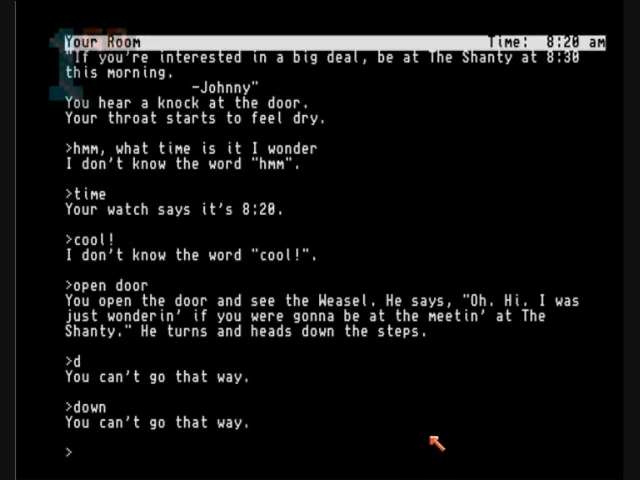 Your Room Time: 8:20 am
"If you're interested in a big deal, be at The Shanty at 8:30
this morning.
-Johnny"
You hear a knock at the door.
Your throat starts to feel dry.
>hmm, what time is it I wonder
I don't know the word "hmm".
>time
Your watch says it's 8:20.
>cool!
I don't know the word "cool!".
>open door
You open the door and see the Weasel. He says, "Oh. Hi. I was
just wonderin' if you were gonna be at the meetin' at The
Shanty." He turns and heads down the steps.
>d
You can't go that way.
>down
You can't go that way.
>